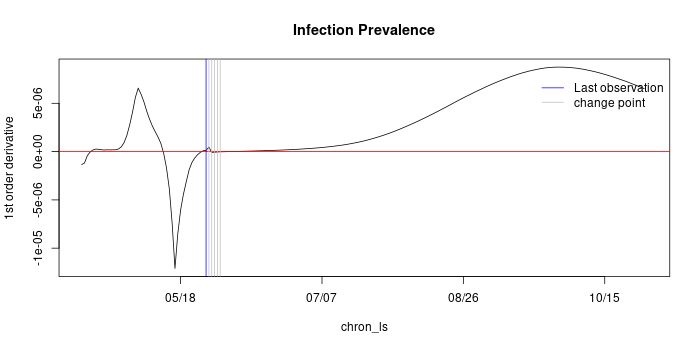 Infection Prevalence
1st order derivative
5e-06
0e+00
-5e-06
-1e-05
Last observation
change point
05/18
07/07
08/26
10/15
chron_ls